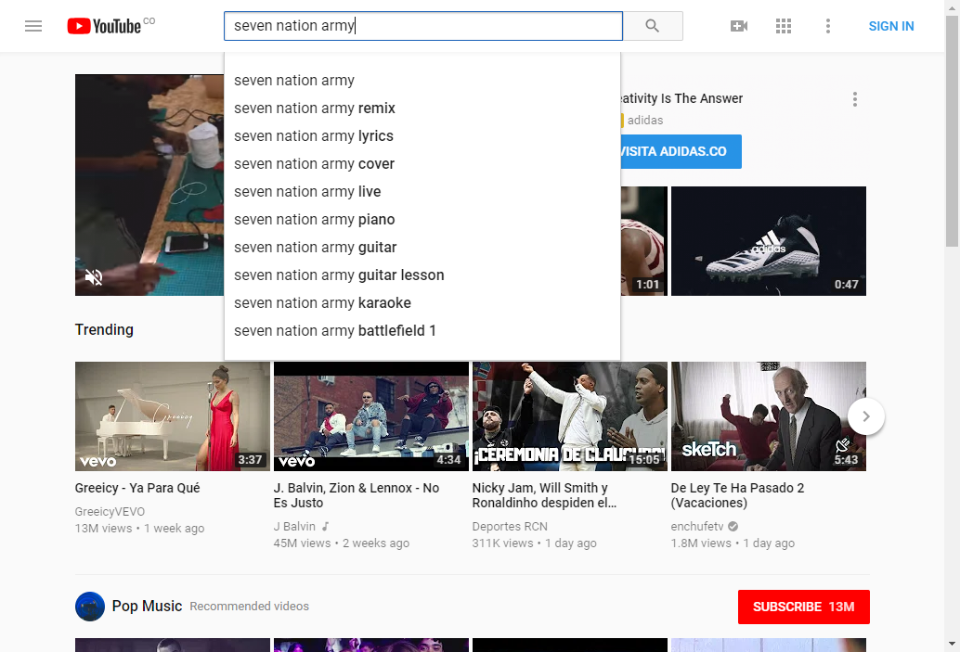 YouTube CO
seven nation army
SIGN IN
seven nation army
seven nation army remix
seven nation army lyrics
seven nation army cover
seven nation army live
seven nation army piano
seven nation army guitar
seven nation army guitar lesson
seven nation army karaoke
seven nation army battlefield 1
eativity Is The Answer
adidas
VISITA ADIDAS.CO
adidas
1:01
0:47
Trending
Greeicy
vevo
3:37
vevo
4:34
¡CEREMONIA DE CLAUSURA!
15:05
skeTch
5:43
Greeicy - Ya Para Qué
GreeicyVEVO
13M views • 1 week ago
J. Balvin, Zion & Lennox - No
Es Justo
J Balvin
45M views • 2 weeks ago
Nicky Jam, Will Smith y
Ronaldinho despiden el...
Deportes RCN
311K views • 1 day ago
De Ley Te Ha Pasado 2
(Vacaciones)
enchufetv
1.8M views • 1 day ago
Pop Music Recommended videos
SUBSCRIBE 13M